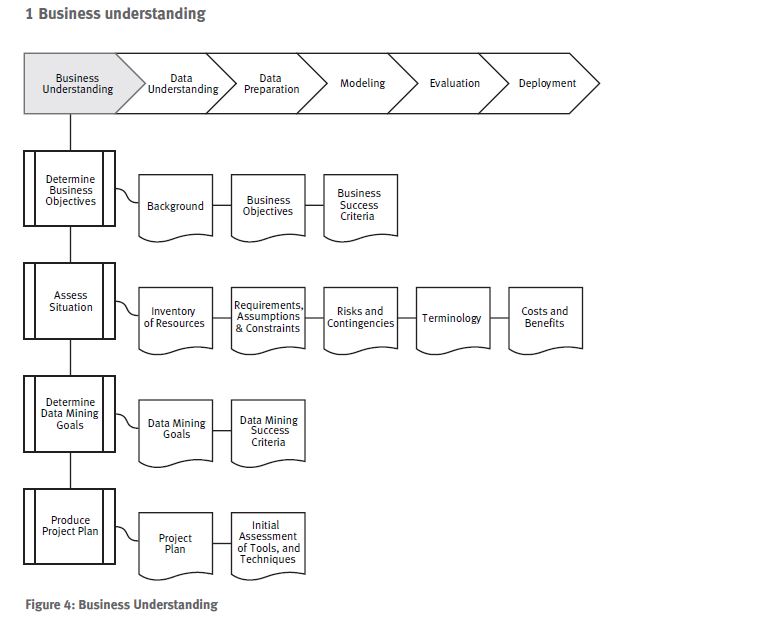 1 Business understanding
Business
Understanding
Data
Understanding
Data
Preparation
Modeling
Evaluation
Deployment
Determine
Business
Objectives
Background
Business
Objectives
Business
Success
Criteria
Assess
Situation
Inventory
of Resources
Requirements,
Assumptions
& Constraints
Risks and
Contingencies
Terminology
Costs and
Benefits
Determine
Data Mining
Goals
Data Mining
Goals
Data Mining
Success
Criteria
Produce
Project Plan
Project
Plan
Initial
Assessment
of Tools, and
Techniques
Figure 4: Business Understanding